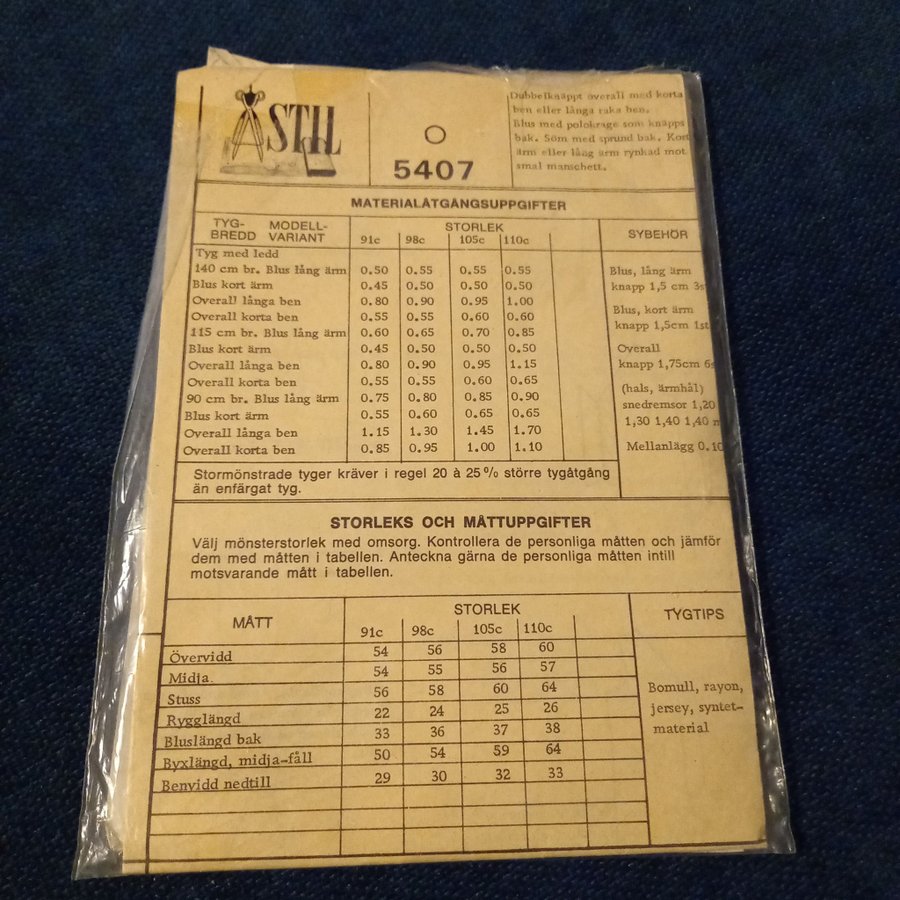 ÅSTIL
5407
Dubbelknäppt overall med korta
ben eller långa raka ben.
Blus med polokrage som knäpps
bak. Söm med sprund bak. Kort
ärm eller lång ärm rynkad mot
smal manschett.
MATERIALÅTGÅNGSUPPGIFTER
TYG- MODELL- STORLEK SYBEHÖR
BREDD VARIANT 91c 98c 105c 110c
Tyg med ledd
140 cm br. Blus lång ärm 0.50 0.55 0.55 0.55
Blus kort ärm 0.45 0.50 0.50 0.50
Overall långa ben 0.80 0.90 0.95 1.00
Overall korta ben 0.55 0.55 0.60 0.60
115 cm br. Blus lång ärm 0.60 0.65 0.70 0.85
Blus kort ärm 0.45 0.50 0.50 0.50
Overall långa ben 0.80 0.90 0.95 1.15
Overall korta ben 0.55 0.55 0.60 0.65
90 cm br. Blus lång ärm 0.75 0.80 0.85 0.90
Blus kort ärm 0.55 0.60 0.65 0.65
Overall långa ben 1.15 1.30 1.45 1.70
Overall korta ben 0.85 0.95 1.00 1.10
Blus, lång ärm
knapp 1,5 cm 3s
Blus, kort ärm
knapp 1,5cm 1st
Overall
knapp 1,75cm 6s
(hals, ärmhål)
snedremsor 1,20
1,30 1,40 1,40 m
Mellanlägg 0.10
Stormönstrade tyger kräver i regel 20 à 25% större tygåtgång
än enfärgat tyg.
STORLEKS OCH MÅTTUPPGIFTER
Välj mönsterstorlek med omsorg. Kontrollera de personliga måtten och jämför
dem med måtten i tabellen. Anteckna gärna de personliga måtten intill
motsvarande mått i tabellen.
MÅTT STORLEK TYGTIPS
91c 98c 105c 110c
Övervidd 54 56 58 60
Midja 54 55 56 57
Stuss 56 58 60 64
Rygglängd 22 24 25 26
Bluslängd bak 33 36 37 38
Byxlängd, midja-fåll 50 54 59 64
Benvidd nedtill 29 30 32 33
Bomull, rayon,
jersey, syntet-
material